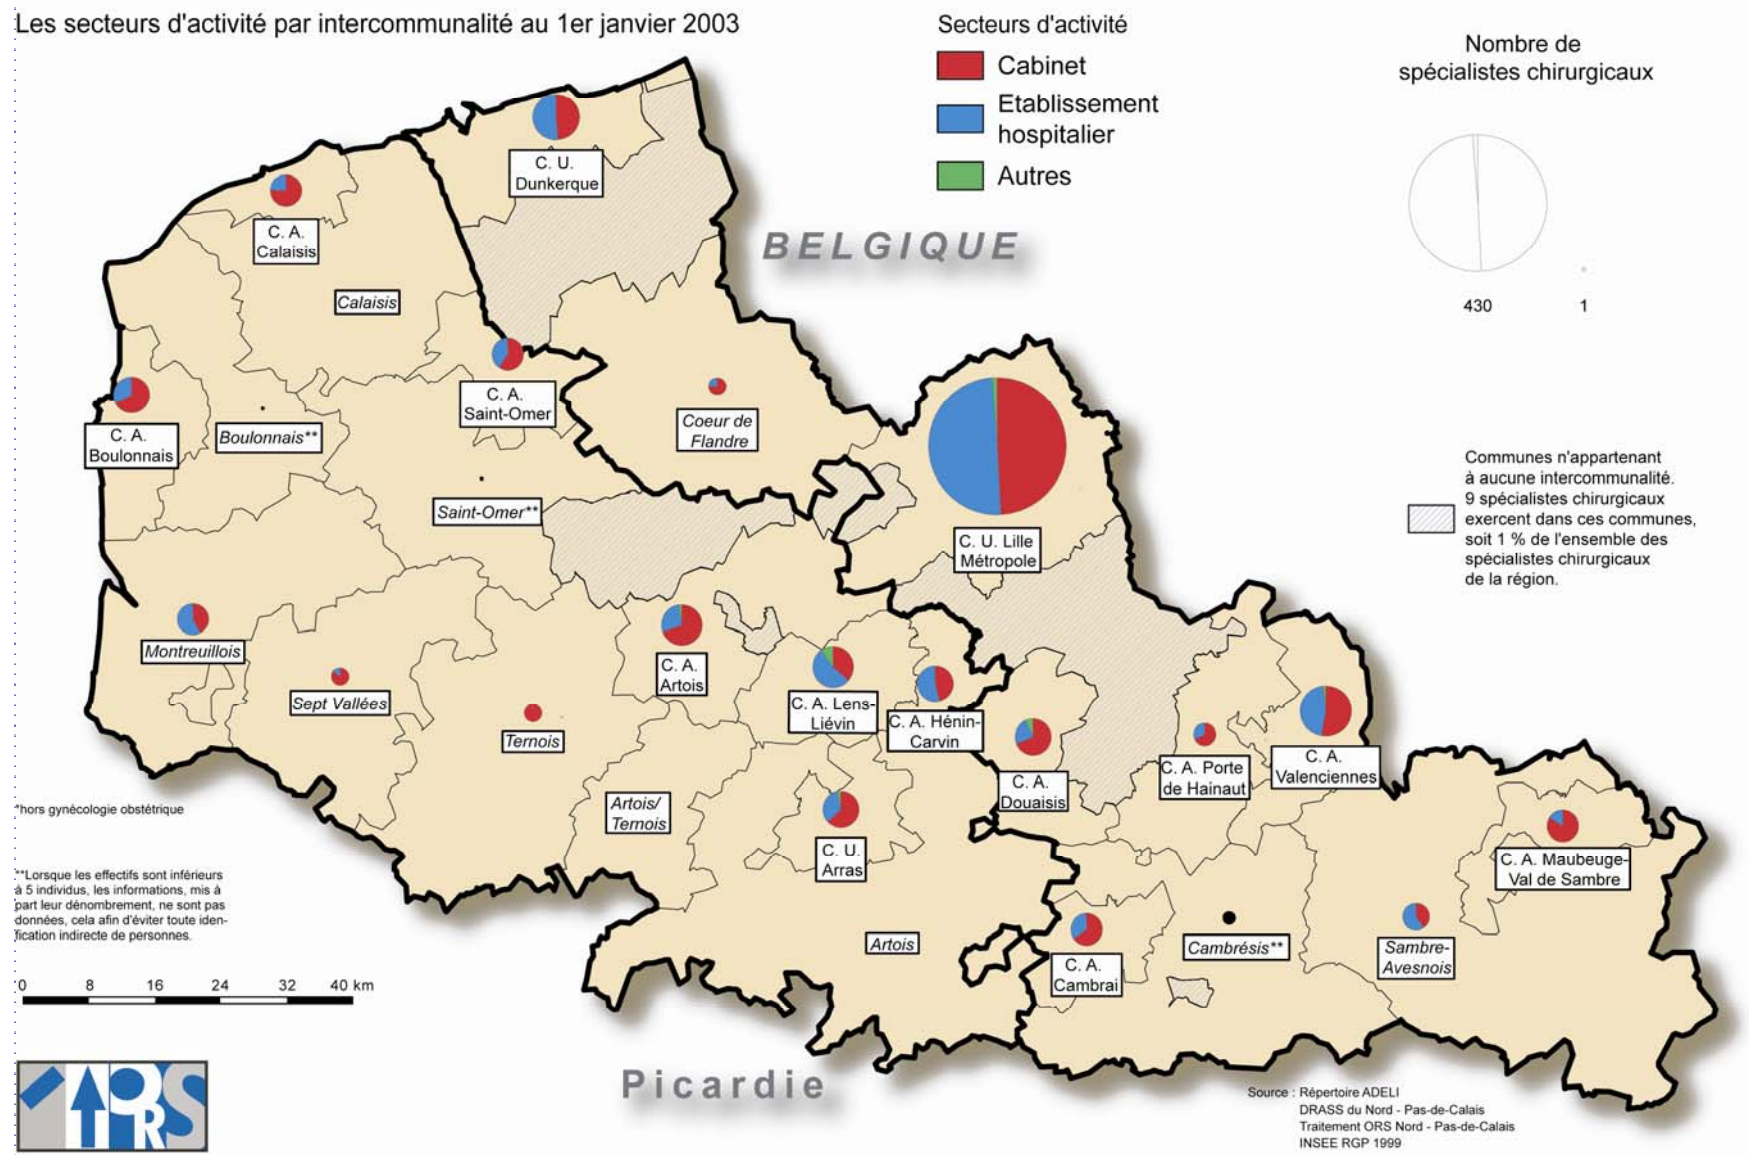 Les secteurs d'activité par intercommunalité au 1er janvier 2003
Secteurs d'activité
Cabinet
Etablissement
hospitalier
Autres
Nombre de
spécialistes chirurgicaux
430
1
BELGIQUE
C. U.
Dunkerque
C. A.
Calaisis
Calaisis
C. A.
Saint-Omer
Coeur de
Flandre
C. A.
Boulonnais
Boulonnais**
Saint-Omer**
C. U. Lille
Métropole
Communes n'appartenant
à aucune intercommunalité.
9 spécialistes chirurgicaux
exercent dans ces communes,
soit 1 % de l'ensemble des
spécialistes chirurgicaux
de la région.
Montreuillois
Sept Vallées
Ternois
C. A.
Artois
C. A. Lens-
Liévin
C. A. Hénin-
Carvin
C. A.
Douaisis
C. A. Porte
de Hainaut
C. A.
Valenciennes
Artois/
Ternois
C. U.
Arras
C. A. Maubeuge-
Val de Sambre
Artois
C. A.
Cambrai
Cambrésis**
Sambre-
Avesnois
*hors gynécologie obstétrique
**Lorsque les effectifs sont inférieurs
à 5 individus, les informations, mis à
part leur dénombrement, ne sont pas
données, cela afin d'éviter toute iden-
fication indirecte de personnes.
0 8 16 24 32 40 km
ORS
Picardie
Source : Répertoire ADELI
DRASS du Nord - Pas-de-Calais
Traitement ORS Nord - Pas-de-Calais
INSEE RGP 1999